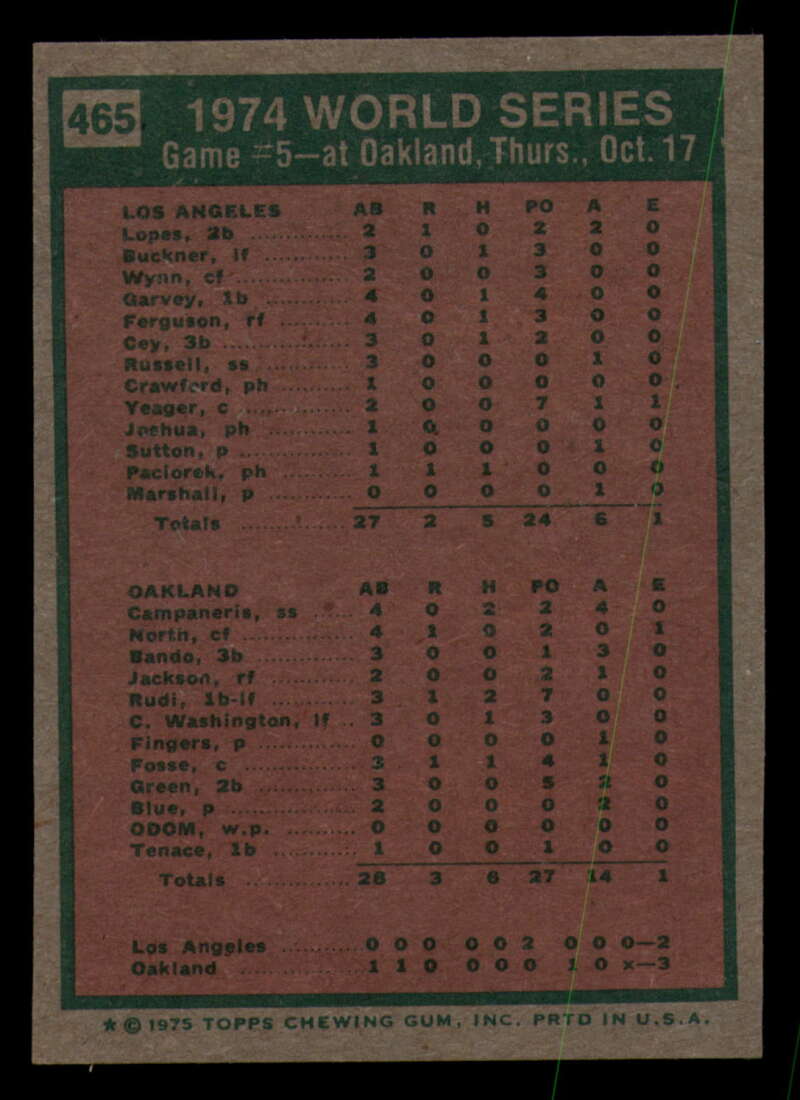 465
1974 WORLD SERIES
Game #5—at Oakland, Thurs., Oct. 17
LOS ANGELES AB R H PO A E
Lopes, 2b ............ 2 1 0 2 2 0
Buckner, lf ............ 3 0 1 3 0 0
Wynn, cf ............ 2 0 0 3 0 0
Garvey, 1b ............ 4 0 1 4 0 0
Ferguson, rf .......... 4 0 1 3 0 0
Cey, 3b ............ 3 0 1 2 0 0
Russell, ss ............ 3 0 0 0 1 0
Crawford, ph ............ 1 0 0 0 0 0
Yeager, c ............ 2 0 0 7 1 1
Joshua, ph ............ 1 0 0 0 0 0
Sutton, p ............ 1 0 0 0 1 0
Paciorek, ph ............ 1 1 1 0 0 0
Marshall, p ............ 0 0 0 0 1 0
Totals ............ 27 2 5 24 6 1
OAKLAND AB R H PO A E
Campaneris, ss ...... 4 0 2 2 4 0
North, cf ............ 4 1 0 2 0 1
Bando, 3b ............ 3 0 0 1 3 0
Jackson, rf ............ 2 0 0 2 1 0
Rudi, 1b-lf ............ 3 1 2 7 0 0
C. Washington, lf .. 3 0 1 3 0 0
Fingers, p ............ 0 0 0 0 1 0
Fosse, c ............ 3 1 1 4 1 0
Green, 2b ............ 3 0 0 5 2 0
Blue, p ............ 2 0 0 0 2 0
ODOM, w.p. .......... 0 0 0 0 0 0
Tenace, 1b ............ 1 0 0 1 0 0
Totals ............ 28 3 6 27 14 1
Los Angeles ............ 0 0 0 0 0 2 0 0 0—2
Oakland ............ 1 1 0 0 0 0 1 0 x—3
★ © 1975 TOPPS CHEWING GUM, INC. PRTD IN U.S.A.